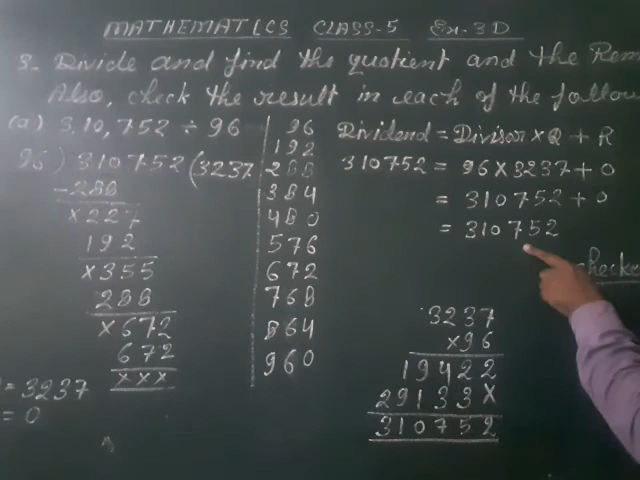 MATHEMATICS CLASS-5 Ex-3D
8. Divide and find the quotient and the Rem
Also, check the result in each of the follow
(a) 3,10,752 ÷ 96
96) 310752 (3237
-288
×227
192
×355
288
×672
672
×××
= 3237
= 0
96
192
288
384
480
576
672
768
864
960
Dividend = Divisor × Q + R
310752 = 96 × 3237 + 0
= 310752 + 0
= 310752
checke
3237
×96
19422
29133×
310752